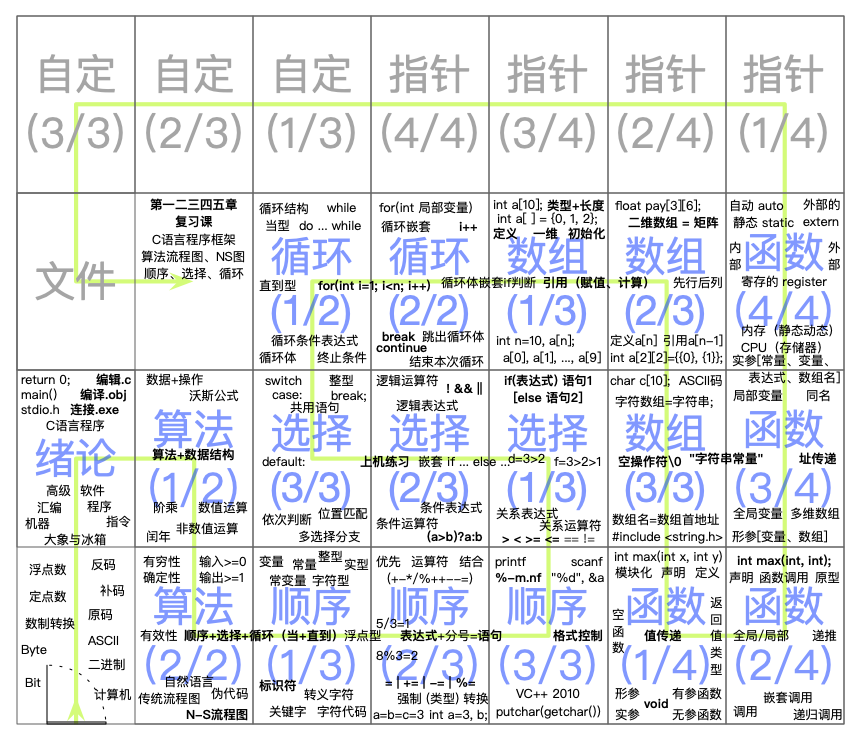 自定
(3/3)
自定
(2/3)
自定
(1/3)
指针
(4/4)
指针
(3/4)
指针
(2/4)
指针
(1/4)
文件
第一二三四五章
复习课
C语言程序框架
算法流程图、NS图
顺序、选择、循环
循环结构 while
当型 do ... while
循环
直到型 for(int i=1; i<n; i++)
(1/2)
循环条件表达式
循环体 终止条件
for(int 局部变量)
循环嵌套 i++
循环
循环体嵌套if判断
(2/2)
break 跳出循环体
continue
结束本次循环
int a[10]; 类型+长度
int a[ ] = {0, 1, 2};
定义 一维 初始化
数组
引用（赋值、计算）
(1/3)
int n=10, a[n];
a[0], a[1], ..., a[9]
float pay[3][6];
二维数组 = 矩阵
数组
先行后列
(2/3)
定义a[n] 引用a[n-1]
int a[2][2]={{0}, {1}};
自动 auto 外部的
静态 static extern
内部 函数 外部
寄存的 register
(4/4)
内存（静态动态）
CPU（存储器）
实参[常量、变量、
return 0; 编辑.c
main() 编译.obj
stdio.h 连接.exe
C语言程序
绪论
高级 软件
汇编 程序
机器 指令
大象与冰箱
数据+操作
沃斯公式
算法
算法+数据结构
(1/2)
阶乘 数值运算
闰年 非数值运算
switch 整型
case: break;
共用语句
选择
default:
(3/3)
依次判断 位置匹配
多选择分支
逻辑运算符 ! && ||
逻辑表达式
选择
上机练习 嵌套 if ... else ...
(2/3)
条件表达式
条件运算符
(a>b)?a:b
if(表达式) 语句1
[else 语句2]
选择
d=3>2 f=3>2>1
(1/3)
关系表达式
关系运算符
> < >= <= == !=
char c[10]; ASCII码
字符数组=字符串;
数组
空操作符\0 "字符串常量"
(3/3)
数组名=数组首地址
#include <string.h>
表达式、数组名]
局部变量 同名
函数
址传递
(3/4)
全局变量 多维数组
形参[变量、数组]
浮点数 反码
定点数 补码
数制转换 原码
Byte ASCII
二进制
Bit 计算机
有穷性 输入>=0
确定性 输出>=1
算法
有效性 顺序+选择+循环（当+直到）
(2/2)
自然语言
传统流程图 伪代码
N-S流程图
变量 常量 整型 实型
常变量 字符型
顺序
浮点型
(1/3)
标识符 转义字符
关键字 字符代码
优先 运算符 结合
(+-*/%++--=)
顺序
5/3=1
表达式+分号=语句
8%3=2
(2/3)
= | += | -= | %=
强制 (类型) 转换
a=b=c=3 int a=3, b;
printf scanf
%-m.nf "%d", &a
顺序
格式控制
(3/3)
VC++ 2010
putchar(getchar())
int max(int x, int y)
模块化 声明 定义
空函数 函数 返回值类型
值传递
(1/4)
形参 void 有参函数
实参 无参函数
int max(int, int);
声明 函数调用 原型
函数
全局/局部 递推
(2/4)
嵌套调用
调用 递归调用